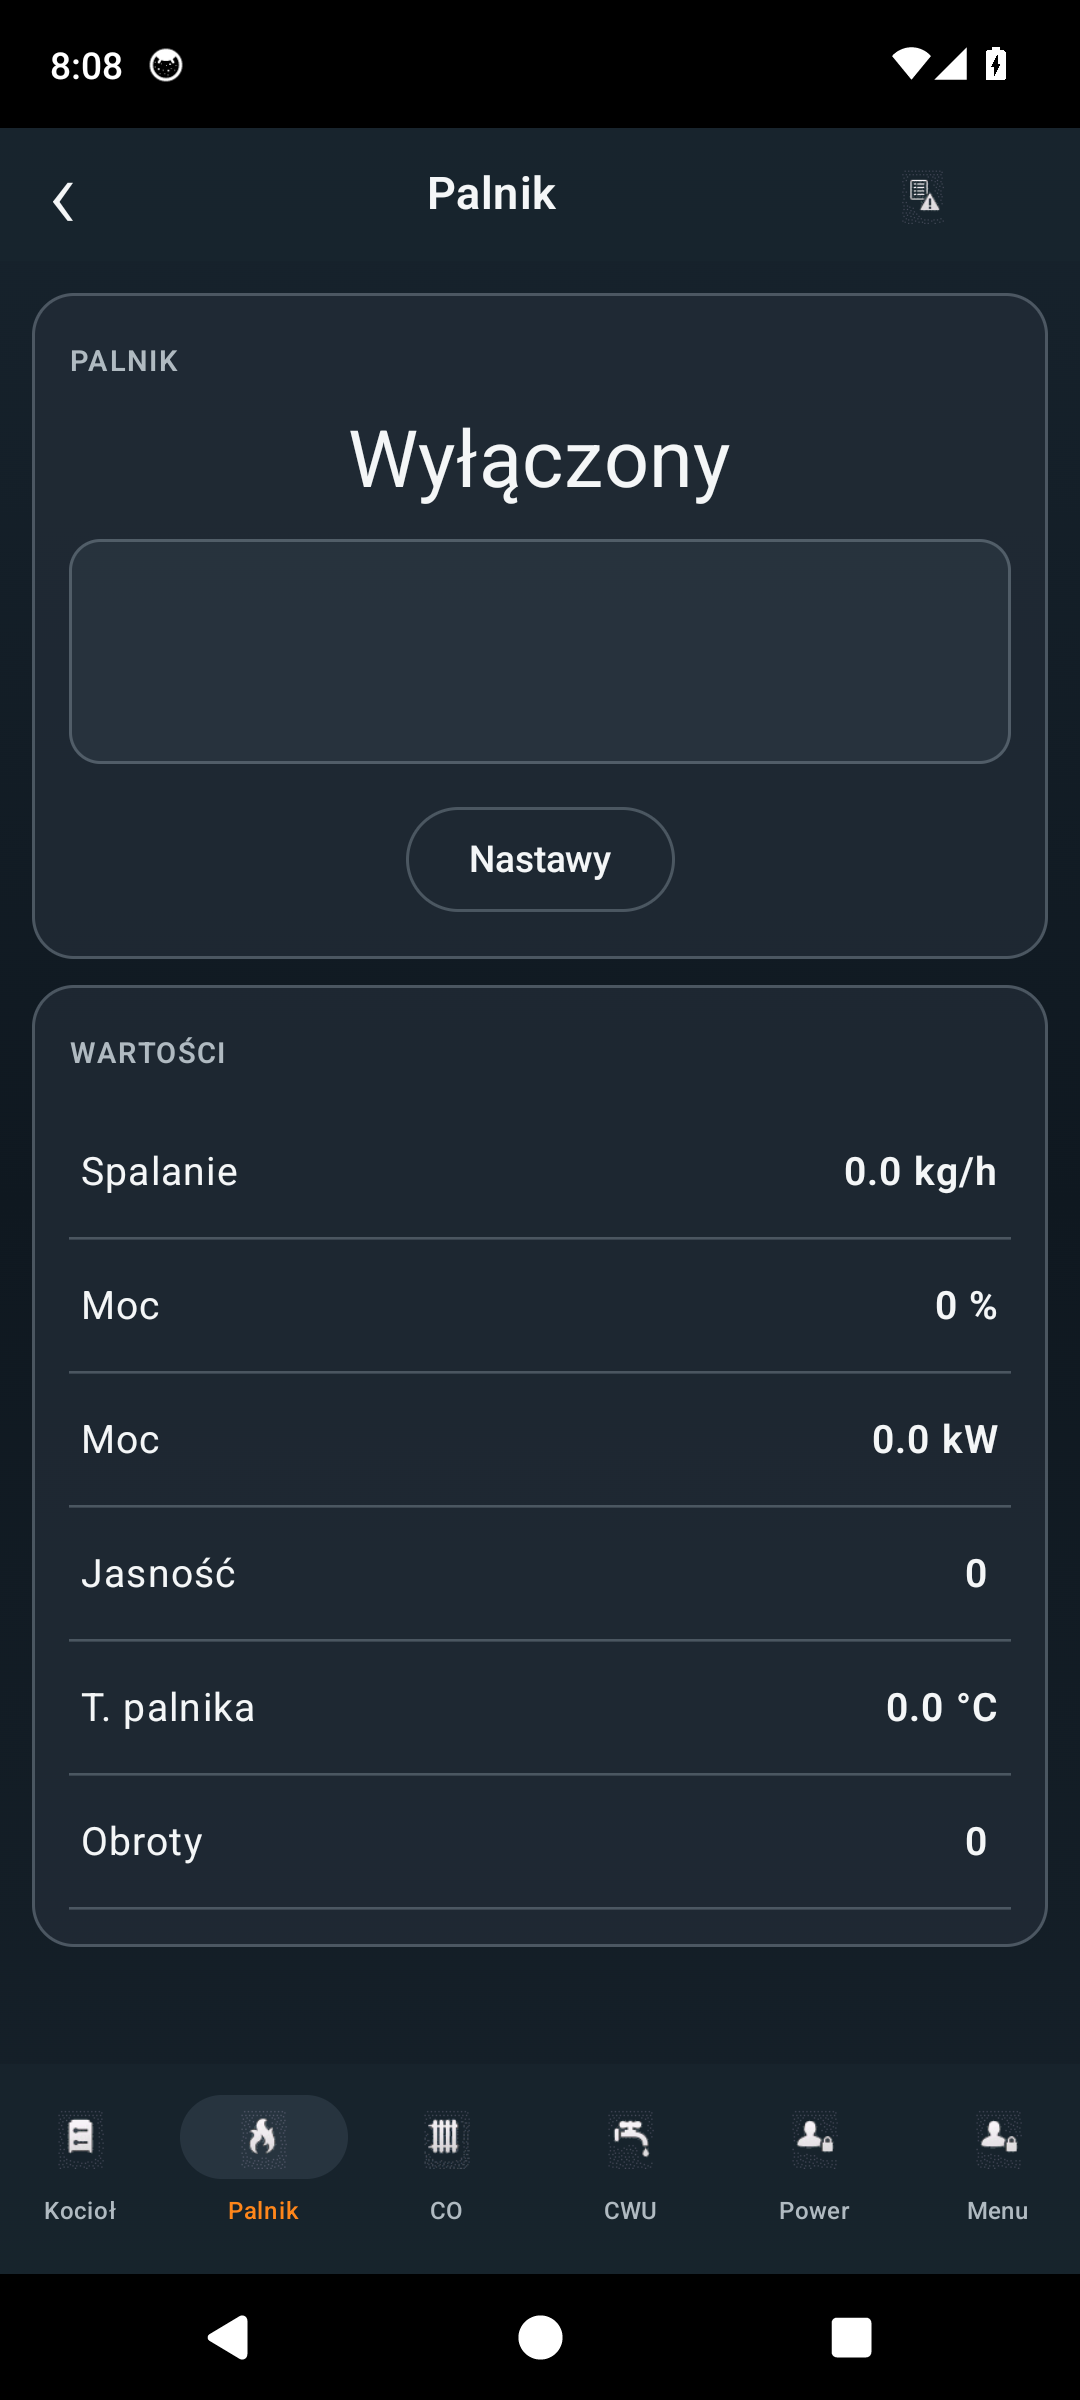 8:08
Palnik
PALNIK
Wyłączony
Nastawy
WARTOŚCI
Spalanie 0.0 kg/h
Moc 0 %
Moc 0.0 kW
Jasność 0
T. palnika 0.0 °C
Obroty 0
Kocioł Palnik CO CWU Power Menu